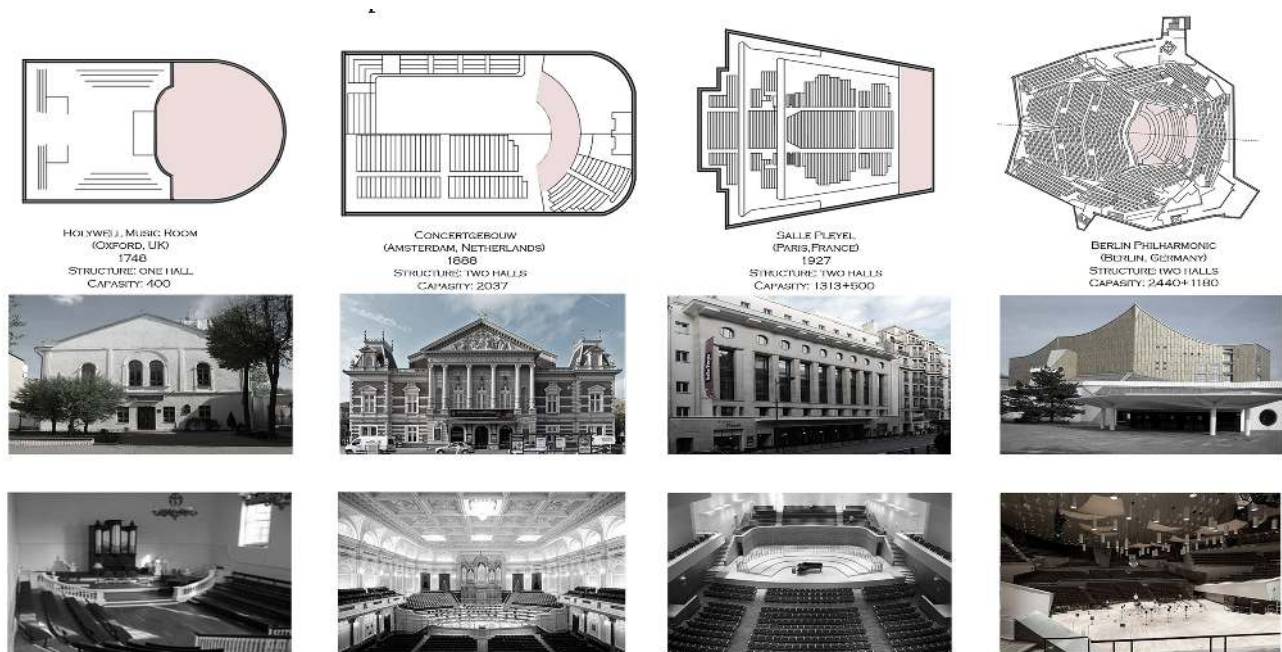 HOLYWELL MUSIC ROOM
(OXFORD, UK)
1748
STRUCTURE: ONE HALL
CAPASITY: 400
CONCERTGEBOUW
(AMSTERDAM, NETHERLANDS)
1888
STRUCTURE: TWO HALLS
CAPASITY: 2037
SALLE PLEYEL
(PARIS,FRANCE)
1927
STRUCTURE: TWO HALLS
CAPASITY: 1313+500
BERLIN PHILHARMONIC
(BERLIN, GERMANY)
STRUCTURE: TWO HALLS
CAPASITY: 2440+1180